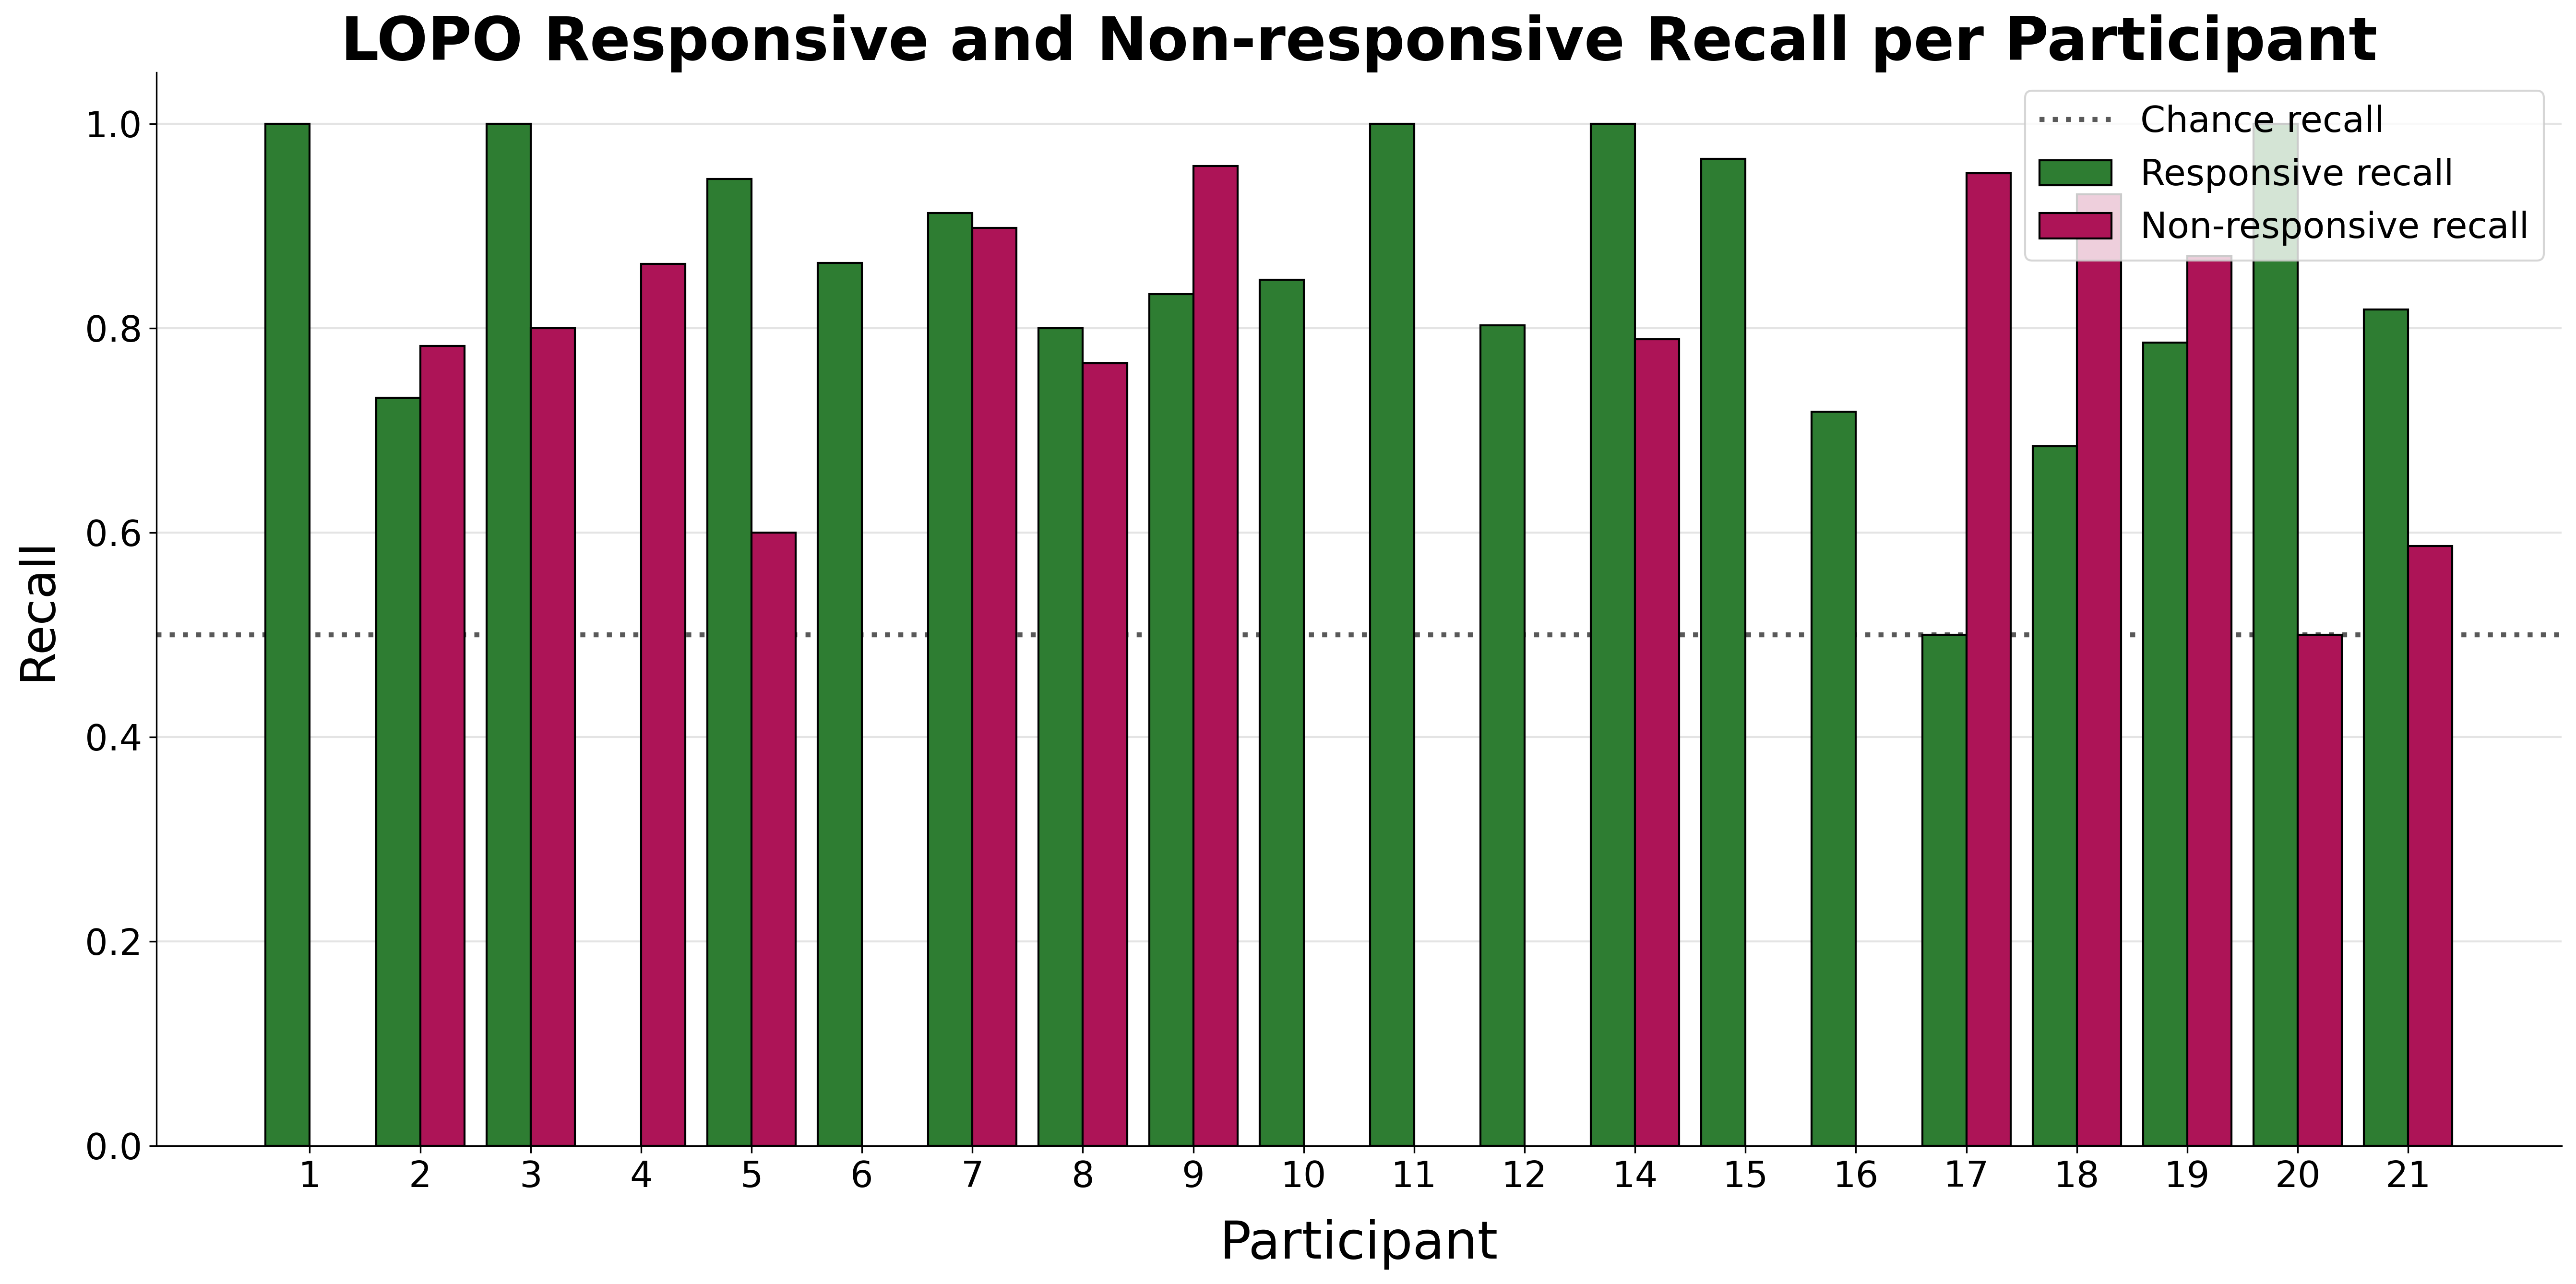 LOPO Responsive and Non-responsive Recall per Participant
Chance recall
Responsive recall
Non-responsive recall
1.0
0.8
0.6
0.4
0.2
0.0
Recall
1 2 3 4 5 6 7 8 9 10 11 12 14 15 16 17 18 19 20 21
Participant